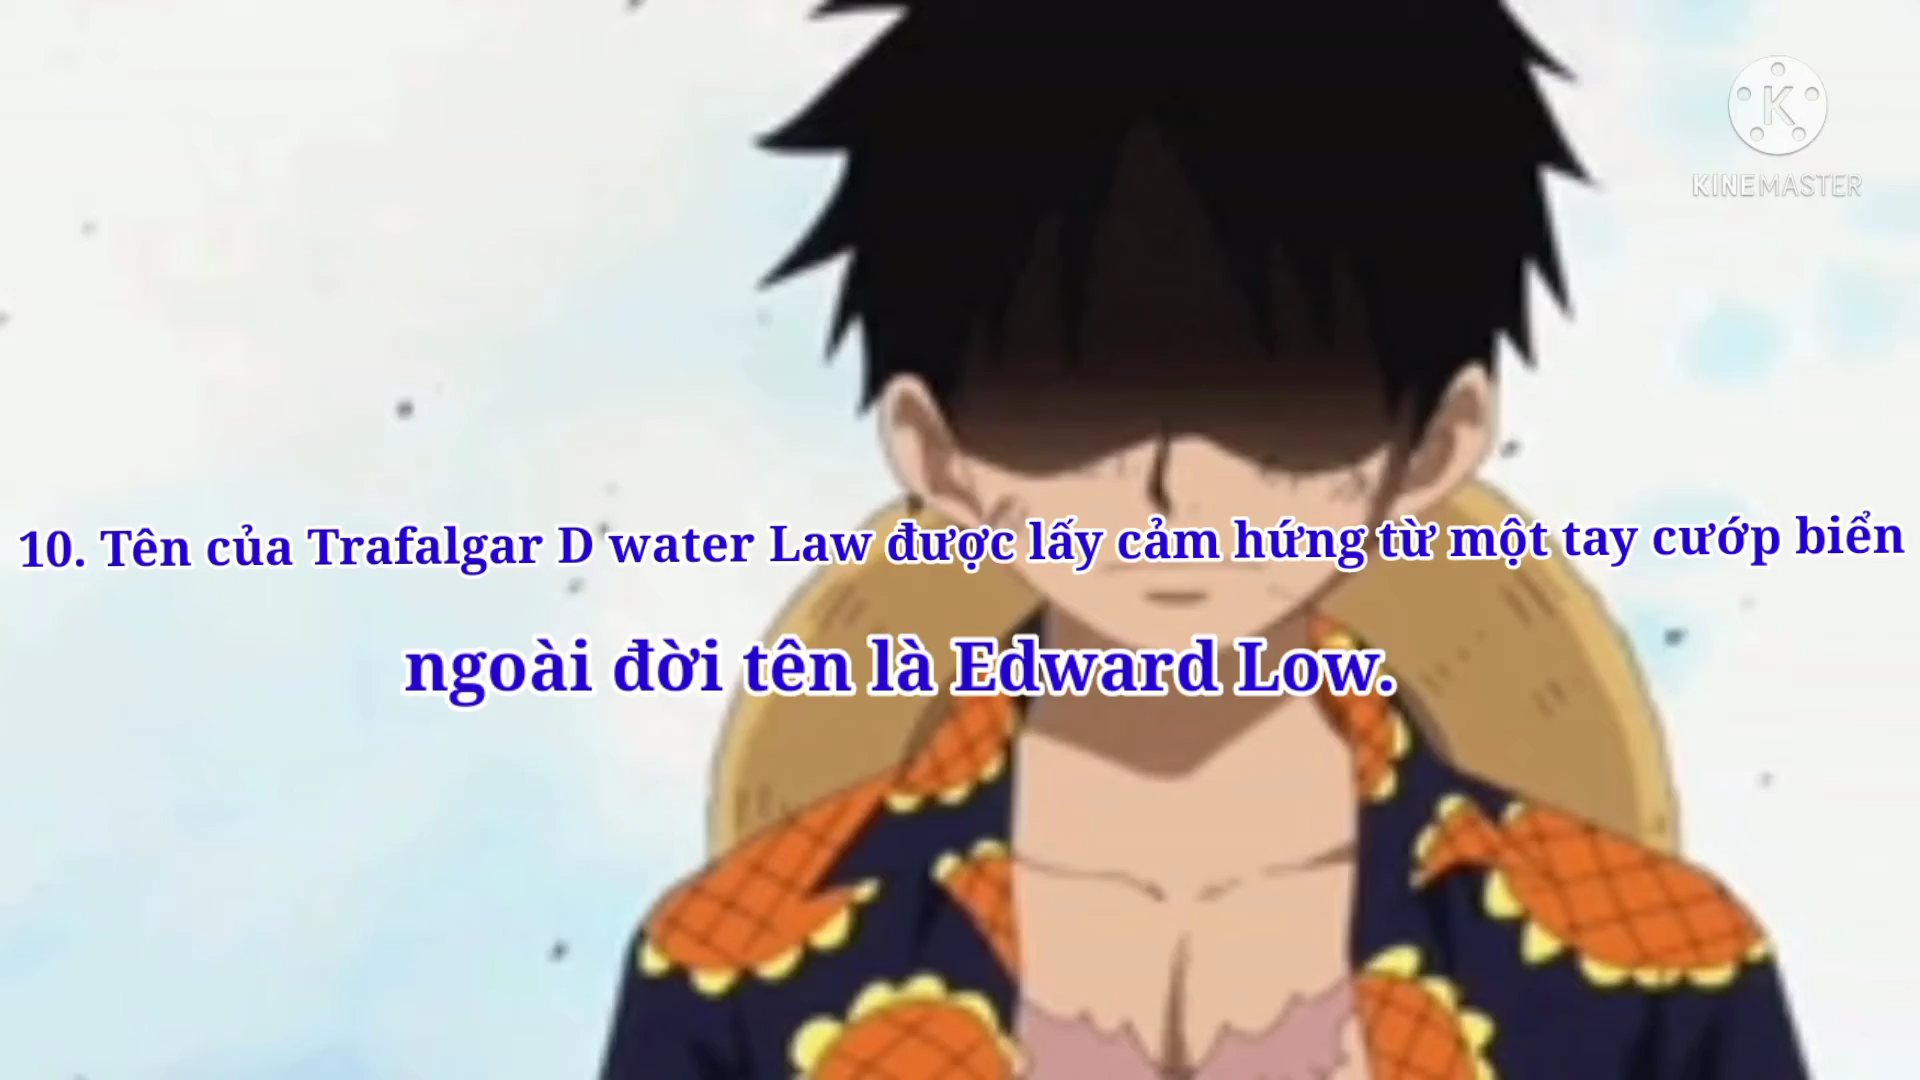 KINEMASTER
10. Tên của Trafalgar D water Law được lấy cảm hứng từ một tay cướp biển
ngoài đời tên là Edward Low.